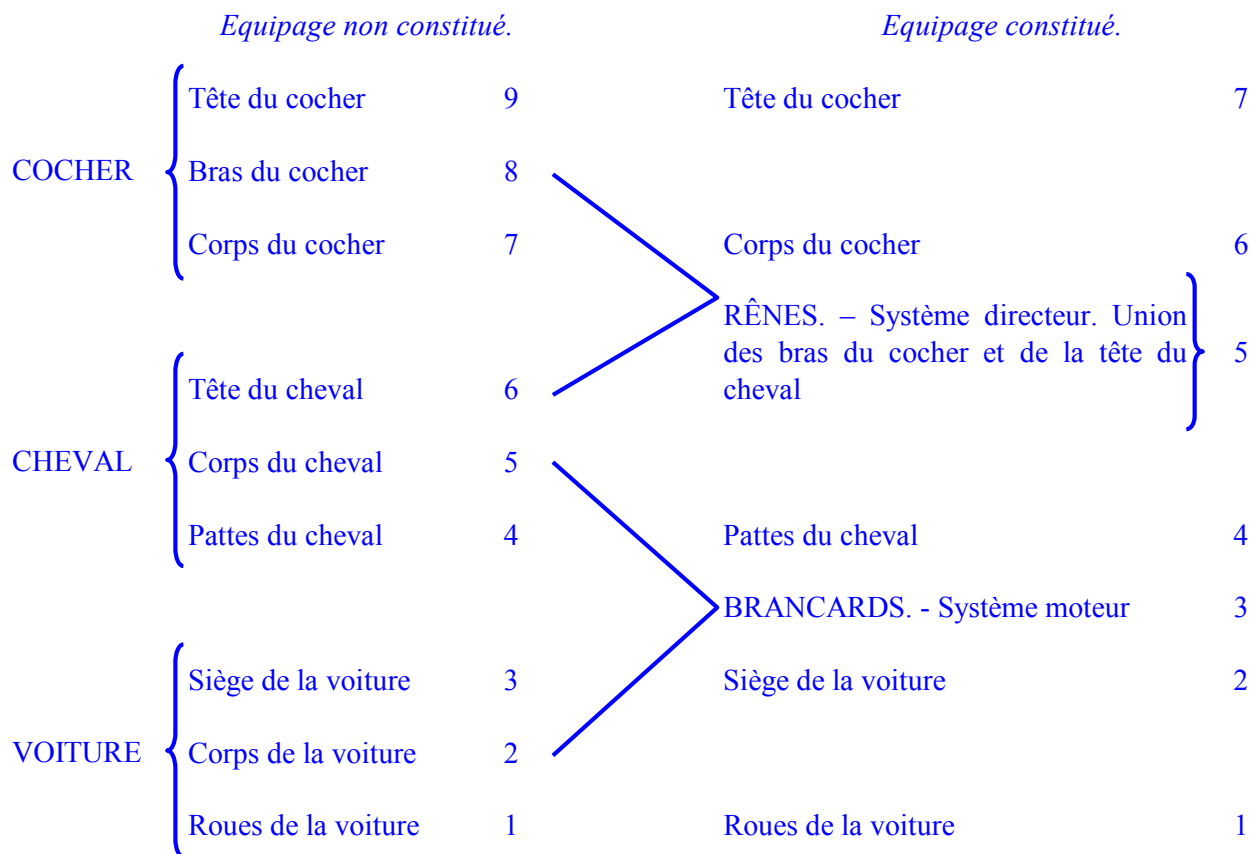 Equipage non constitué. Equipage constitué.
Tête du cocher 9 Tête du cocher 7
COCHER Bras du cocher 8
Corps du cocher 7 Corps du cocher 6
RÊNES. – Système directeur. Union
des bras du cocher et de la tête du 5
Tête du cheval 6 cheval
CHEVAL Corps du cheval 5
Pattes du cheval 4 Pattes du cheval 4
BRANCARDS. - Système moteur 3
Siège de la voiture 3 Siège de la voiture 2
VOITURE Corps de la voiture 2
Roues de la voiture 1 Roues de la voiture 1